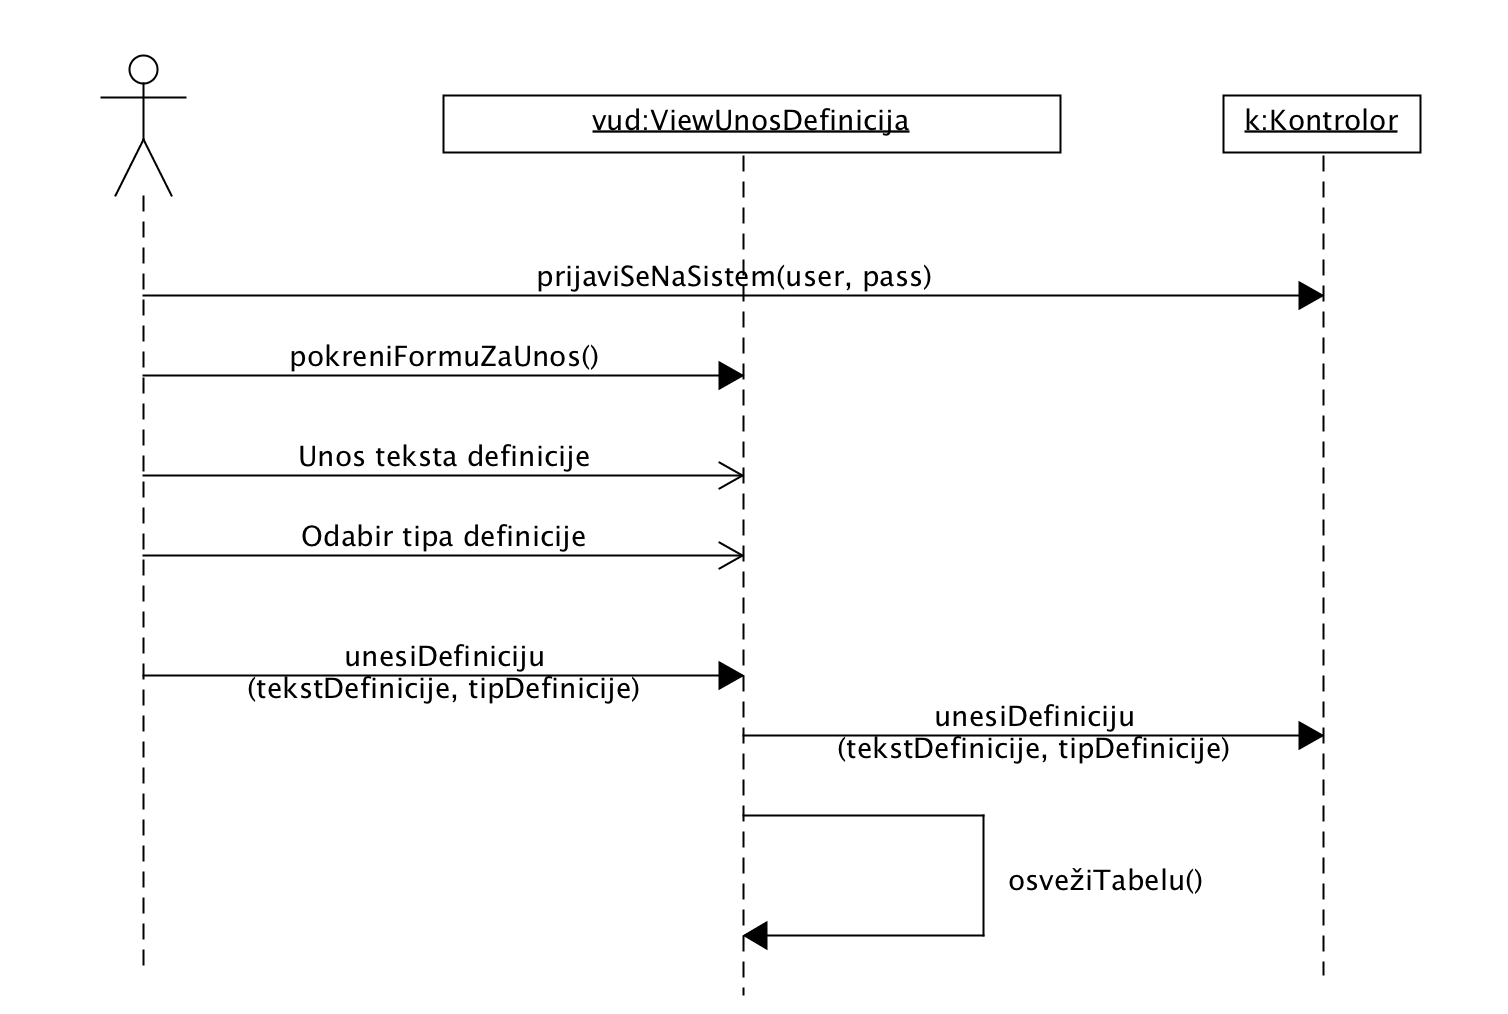 vud:ViewUnosDefinicija
k:Kontrolor
prijaviSeNaSistem(user, pass)
pokreniFormuZaUnos()
Unos teksta definicije
Odabir tipa definicije
unesiDefiniciju
(tekstDefinicije, tipDefinicije)
unesiDefiniciju
(tekstDefinicije, tipDefinicije)
osvežiTabelu()